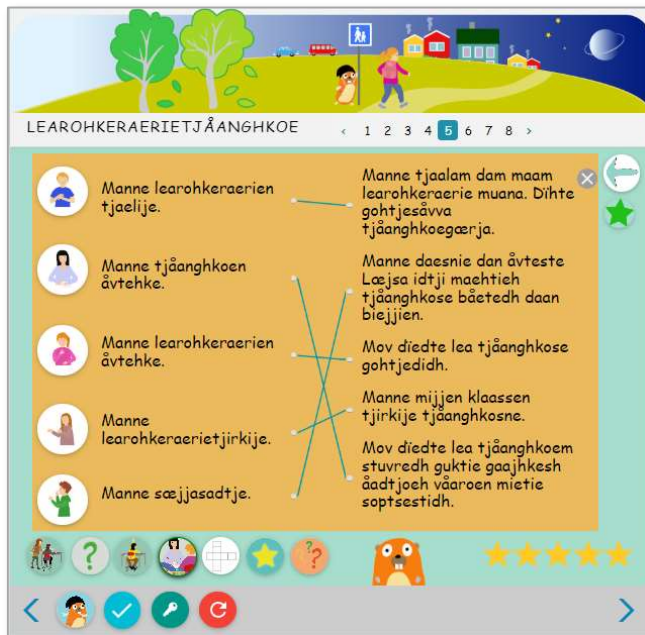 LEAROHKERAERIETJÅANGHKOE
‹ 1 2 3 4 5 6 7 8 ›
Manne learohkeraerien
tjaelije.
Manne tjåanghkoen
åvtehke.
Manne learohkeraerien
åvtehke.
Manne
learohkeraerietjirkije.
Manne sæjjasadtje.
Manne tjaalam dam maam
learohkeraerie muana. Dïhte
gohtjesåvva
tjåanghkoegærja.
Manne daesnie dan åvteste
Læjsa idtji maehtieh
tjåanghkose båetedh daan
biejjien.
Mov dïedte lea tjåanghkose
gohtjedidh.
Manne mijjen klaassen
tjirkije tjåanghkosne.
Mov dïedte lea tjåanghkoem
stuvredh guktie gaajhkesh
åadtjoeh våaroen mietie
soptsestidh.